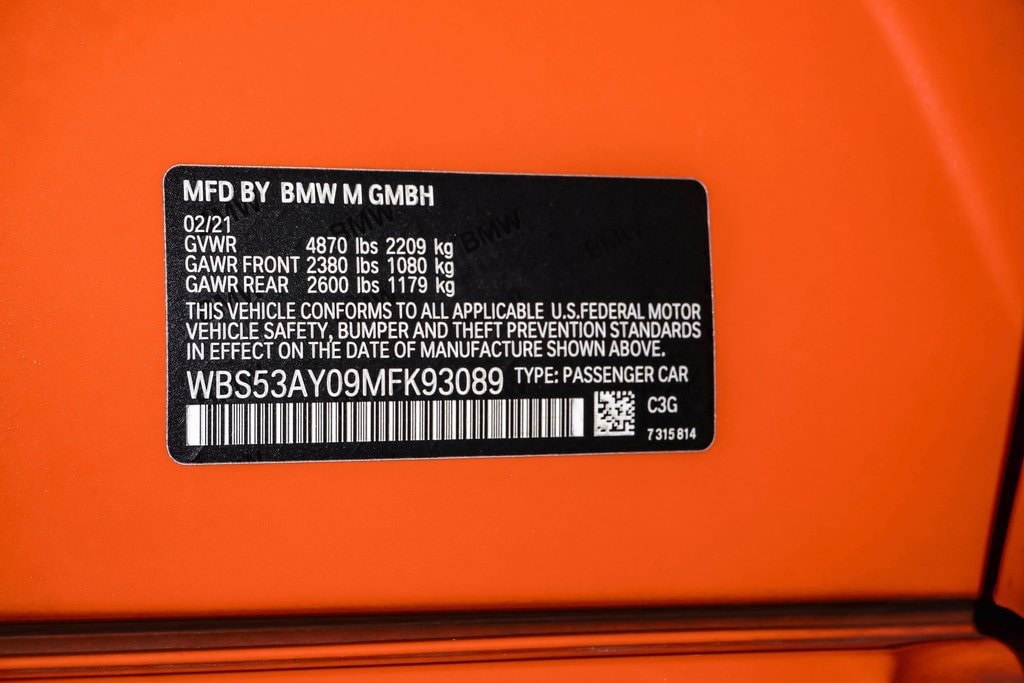 MFD BY BMW M GMBH
02/21
GVWR 4870 lbs 2209 kg
GAWR FRONT 2380 lbs 1080 kg
GAWR REAR 2600 lbs 1179 kg
THIS VEHICLE CONFORMS TO ALL APPLICABLE U.S.FEDERAL MOTOR
VEHICLE SAFETY, BUMPER AND THEFT PREVENTION STANDARDS
IN EFFECT ON THE DATE OF MANUFACTURE SHOWN ABOVE.
WBS53AY09MFK93089 TYPE: PASSENGER CAR
C3G
7315814